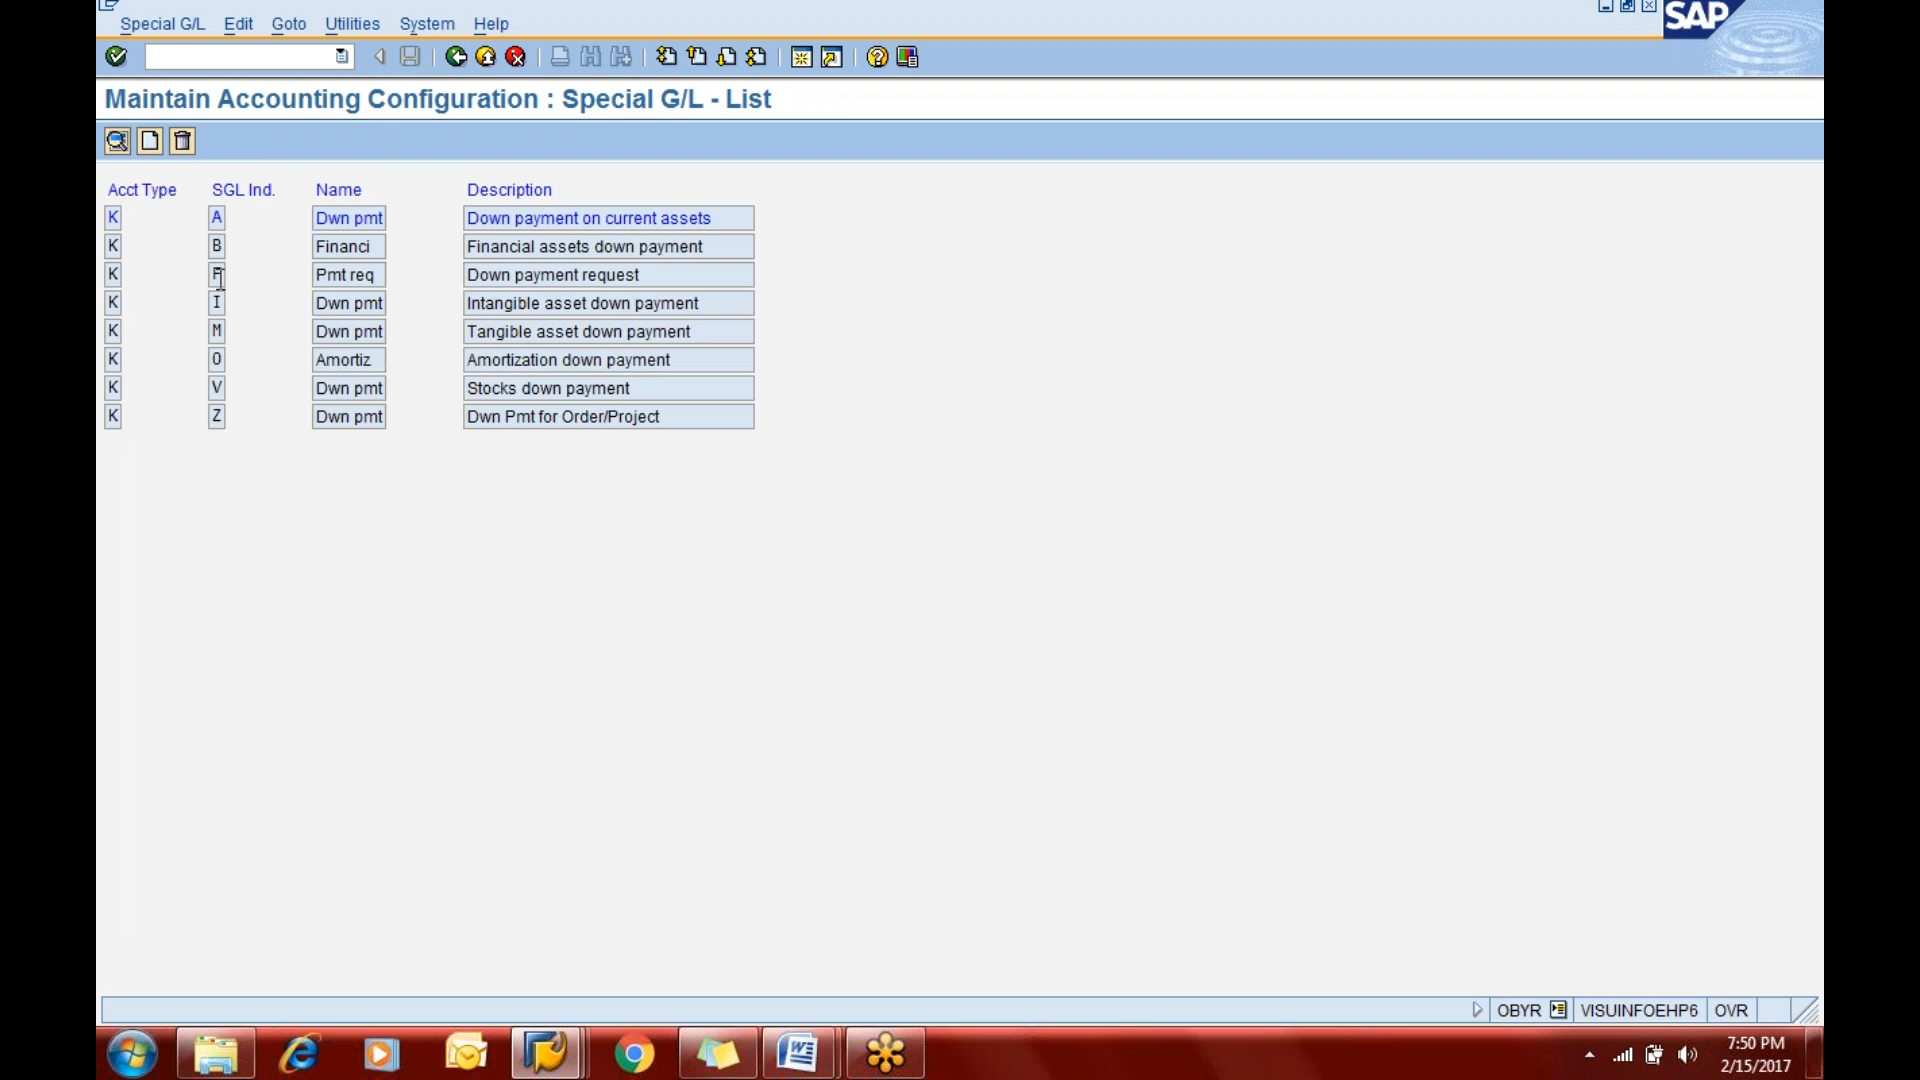 Special G/L Edit Goto Utilities System Help
SAP
Maintain Accounting Configuration : Special G/L - List
Acct Type SGL Ind. Name Description
K A Dwn pmt Down payment on current assets
K B Financi Financial assets down payment
K F Pmt req Down payment request
K I Dwn pmt Intangible asset down payment
K M Dwn pmt Tangible asset down payment
K O Amortiz Amortization down payment
K V Dwn pmt Stocks down payment
K Z Dwn pmt Dwn Pmt for Order/Project
OBYR VISUINFOEHP6 OVR
7:50 PM
2/15/2017